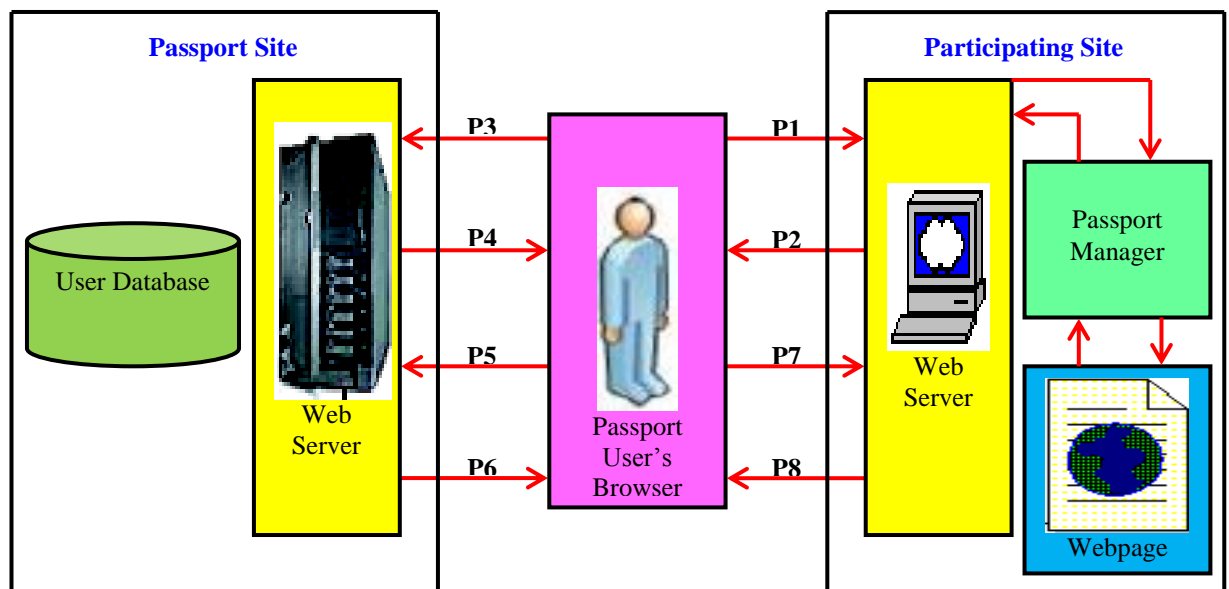 Passport Site
Participating Site
P3
P1
P4
P2
Passport
Manager
User Database
P5
P7
Web
Server
Web
Server
Passport
User's
Browser
P6
P8
Webpage